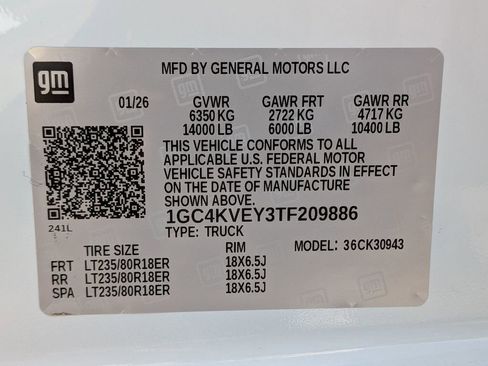 gm
MFD BY GENERAL MOTORS LLC
01/26 GVWR GAWR FRT GAWR RR
6350 KG 2722 KG 4717 KG
14000 LB 6000 LB 10400 LB
THIS VEHICLE CONFORMS TO ALL
APPLICABLE U.S. FEDERAL MOTOR
VEHICLE SAFETY STANDARDS IN EFFECT
ON THE DATE OF MANUFACTURE
1GC4KVEY3TF209886
241L TYPE: TRUCK
TIRE SIZE RIM MODEL: 36CK30943
FRT LT235/80R18ER 18X6.5J
RR LT235/80R18ER 18X6.5J
SPA LT235/80R18ER 18X6.5J